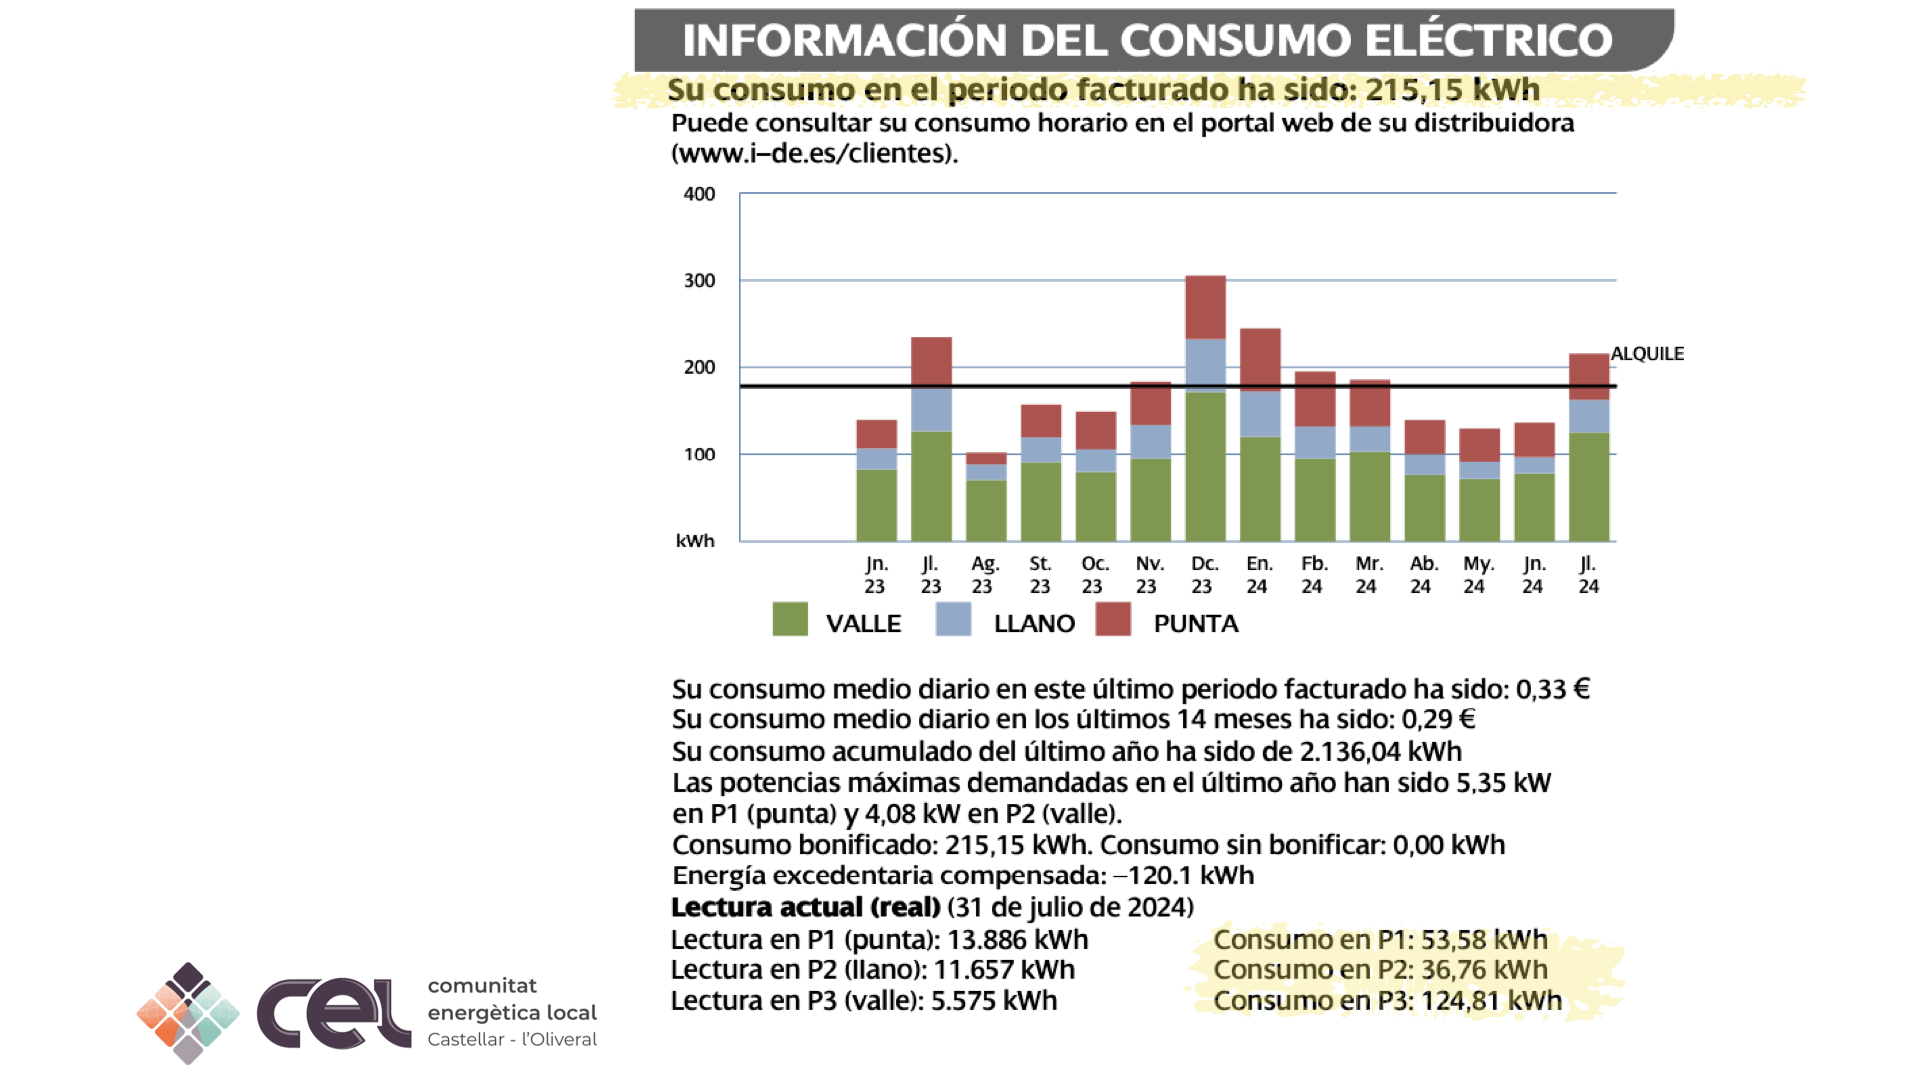 INFORMACIÓN DEL CONSUMO ELÉCTRICO
Su consumo en el periodo facturado ha sido: 215,15 kWh
Puede consultar su consumo horario en el portal web de su distribuidora
(www.i–de.es/clientes).
400
300
200
100
kWh
ALQUILE
Jn. Jl. Ag. St. Oc. Nv. Dc. En. Fb. Mr. Ab. My. Jn. Jl.
23 23 23 23 23 23 23 24 24 24 24 24 24 24
VALLE LLANO PUNTA
Su consumo medio diario en este último periodo facturado ha sido: 0,33 €
Su consumo medio diario en los últimos 14 meses ha sido: 0,29 €
Su consumo acumulado del último año ha sido de 2.136,04 kWh
Las potencias máximas demandadas en el último año han sido 5,35 kW
en P1 (punta) y 4,08 kW en P2 (valle).
Consumo bonificado: 215,15 kWh. Consumo sin bonificar: 0,00 kWh
Energía excedentaria compensada: –120.1 kWh
Lectura actual (real) (31 de julio de 2024)
Lectura en P1 (punta): 13.886 kWh Consumo en P1: 53,58 kWh
Lectura en P2 (llano): 11.657 kWh Consumo en P2: 36,76 kWh
Lectura en P3 (valle): 5.575 kWh Consumo en P3: 124,81 kWh
cel
comunitat
energètica local
Castellar - l'Oliveral